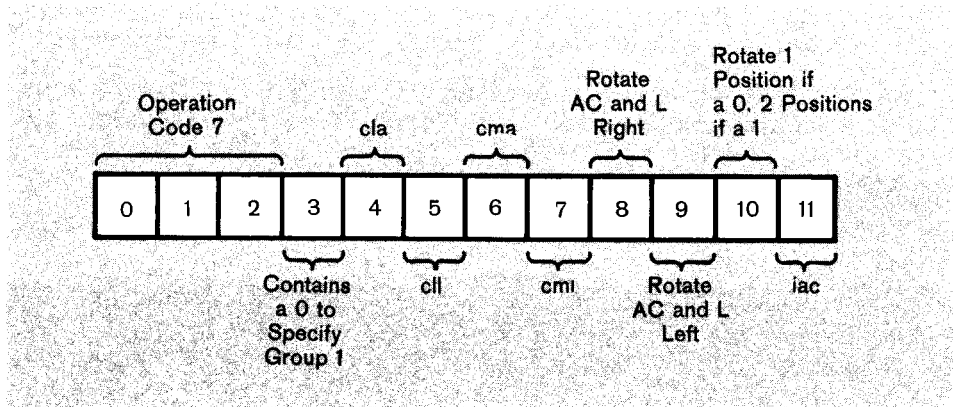 Operation
Code 7
cla
cma
Rotate
AC and L
Right
Rotate 1
Position if
a 0. 2 Positions
if a 1
0 1 2 3 4 5 6 7 8 9 10 11
Contains
a 0 to
Specify
Group 1
cll
cml
Rotate
AC and L
Left
iac